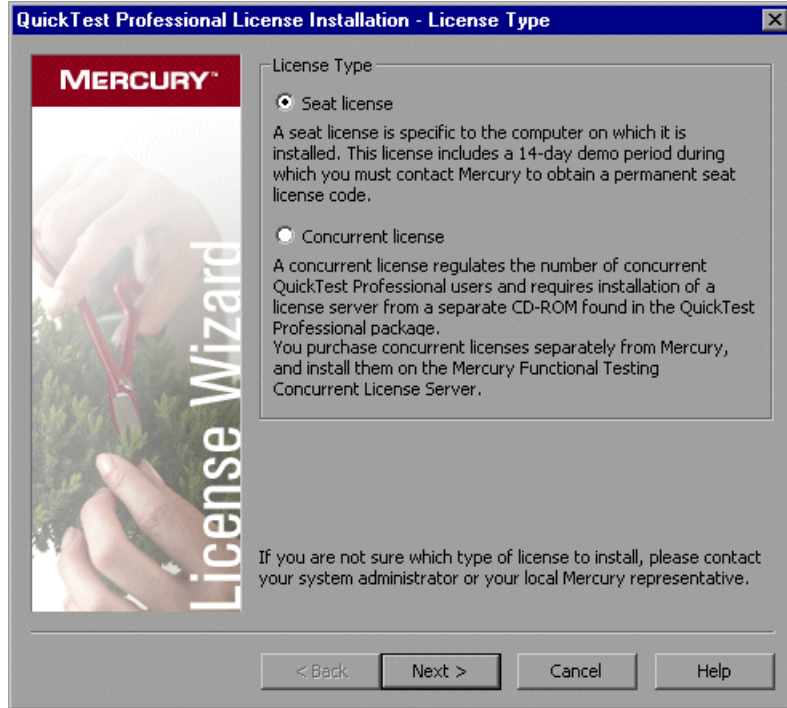 QuickTest Professional License Installation - License Type
MERCURY™
License Wizard
License Type
Seat license
A seat license is specific to the computer on which it is
installed. This license includes a 14-day demo period during
which you must contact Mercury to obtain a permanent seat
license code.
Concurrent license
A concurrent license regulates the number of concurrent
QuickTest Professional users and requires installation of a
license server from a separate CD-ROM found in the QuickTest
Professional package.
You purchase concurrent licenses separately from Mercury,
and install them on the Mercury Functional Testing
Concurrent License Server.
If you are not sure which type of license to install, please contact
your system administrator or your local Mercury representative.
< Back
Next >
Cancel
Help